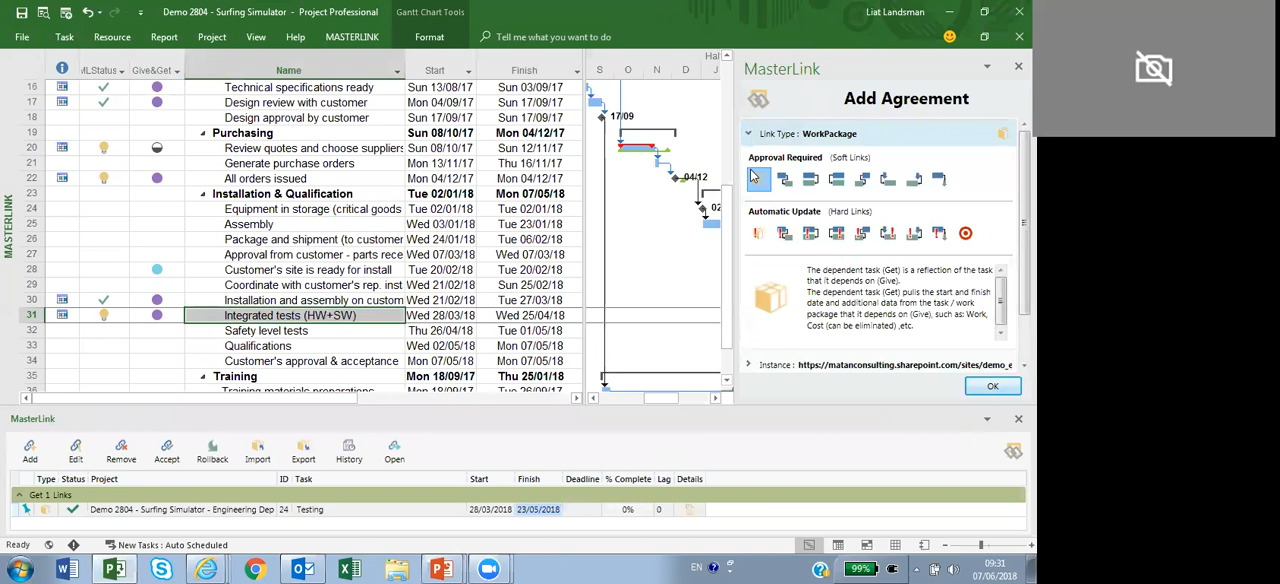 Demo 2804 - Surfing Simulator - Project Professional
Gantt Chart Tools
Liat Landsman
File Task Resource Report Project View Help MASTERLINK Format Tell me what you want to do
MLStatus Give&Get Name Start Finish
S O N D J
16 Technical specifications ready Sun 13/08/17 Sun 03/09/17
17 Design review with customer Mon 04/09/17 Sun 17/09/17
18 Design approval by customer Sun 17/09/17 Sun 17/09/17
17/09
19 Purchasing Sun 08/10/17 Mon 04/12/17
20 Review quotes and choose suppliers Sun 08/10/17 Sun 12/11/17
21 Generate purchase orders Mon 13/11/17 Thu 16/11/17
22 All orders issued Mon 04/12/17 Mon 04/12/17
04/12
23 Installation & Qualification Tue 02/01/18 Mon 07/05/18
24 Equipment in storage (critical goods Tue 02/01/18 Tue 02/01/18
02
25 Assembly Wed 03/01/18 Tue 23/01/18
26 Package and shipment (to customer Wed 24/01/18 Tue 06/02/18
27 Approval from customer - parts rece Wed 07/03/18 Wed 07/03/18
28 Customer's site is ready for install Tue 20/02/18 Tue 20/02/18
29 Coordinate with customer's rep. inst Wed 21/02/18 Sun 25/02/18
30 Installation and assembly on custom Wed 21/02/18 Tue 27/03/18
31 Integrated tests (HW+SW) Wed 28/03/18 Wed 25/04/18
32 Safety level tests Thu 26/04/18 Tue 01/05/18
33 Qualifications Wed 02/05/18 Mon 07/05/18
34 Customer's approval & acceptance Mon 07/05/18 Mon 07/05/18
35 Training Mon 18/09/17 Thu 25/01/18
MASTERLINK
MasterLink
Add Agreement
Link Type : WorkPackage
Approval Required (Soft Links)
Automatic Update (Hard Links)
The dependent task (Get) is a reflection of the task
that it depends on (Give).
The dependent task (Get) pulls the start and finish
date and additional data from the task / work
package that it depends on (Give), such as: Work,
Cost (can be eliminated) ,etc.
Instance : https://matanconsulting.sharepoint.com/sites/demo_e
OK
MasterLink
Add Edit Remove Accept Rollback Import Export History Open
Type Status Project ID Task Start Finish Deadline % Complete Lag Details
Get 1 Links
Demo 2804 - Surfing Simulator - Engineering Dep 24 Testing 28/03/2018 23/05/2018 0% 0
Ready New Tasks : Auto Scheduled
EN 99% 09:31
07/06/2018